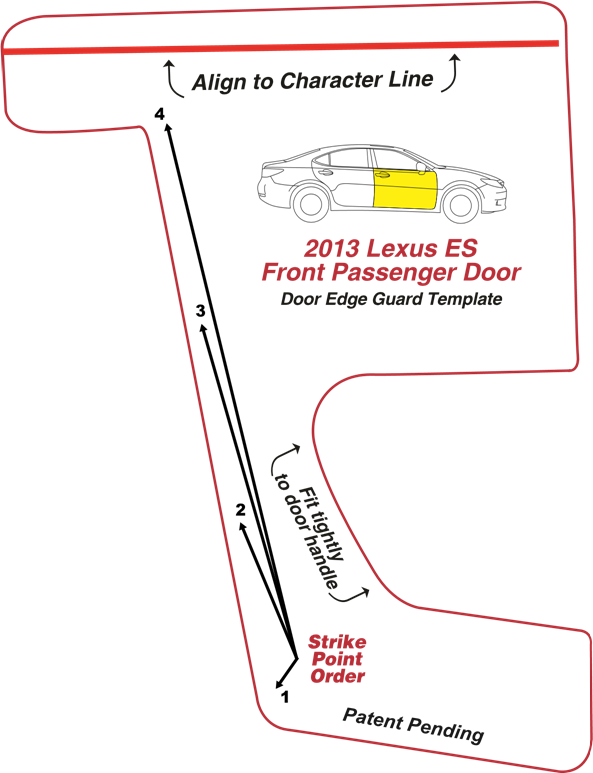 Align to Character Line
4
2013 Lexus ES
Front Passenger Door
Door Edge Guard Template
3
Fit tightly
to door handle
2
Strike
Point
Order
1
Patent Pending